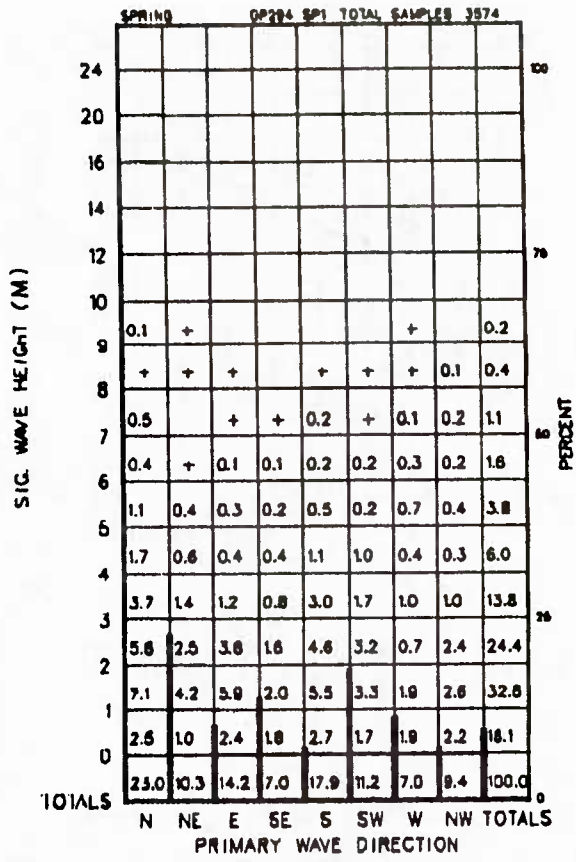 SPRING OP294 SP1 TOTAL SAMPLES 3574
24 100
20
16
14
12 75
10
0.1 + + 0.2
9
+ + + + + + 0.1 0.4
8
0.5 + + 0.2 + 0.1 0.2 1.1
7 50
0.4 + 0.1 0.1 0.2 0.2 0.3 0.2 1.6
6
1.1 0.4 0.3 0.2 0.5 0.2 0.7 0.4 3.8
5
1.7 0.6 0.4 0.4 1.1 1.0 0.4 0.3 6.0
4
3.7 1.4 1.2 0.8 3.0 1.7 1.0 1.0 13.8
3 25
5.6 2.5 3.8 1.6 4.6 3.2 0.7 2.4 24.4
2
7.1 4.2 5.9 2.0 5.5 3.3 1.9 2.6 32.6
1
2.6 1.0 2.4 1.8 2.7 1.7 1.9 2.2 16.1
0
TOTALS 23.0 10.3 14.2 7.0 17.9 11.2 7.0 9.4 100.0 0
N NE E SE S SW W NW TOTALS
PRIMARY WAVE DIRECTION
SIG. WAVE HEIGHT (M)
PERCENT